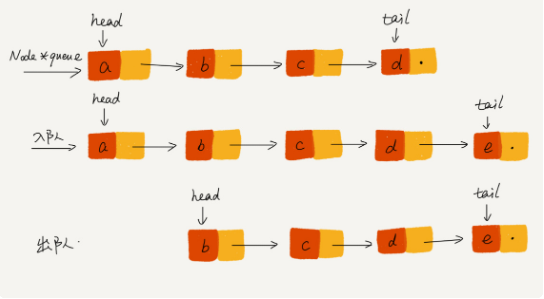 head tail
Node *queue a b c d .
head tail
入队 a b c d e .
head tail
出队. b c d e .